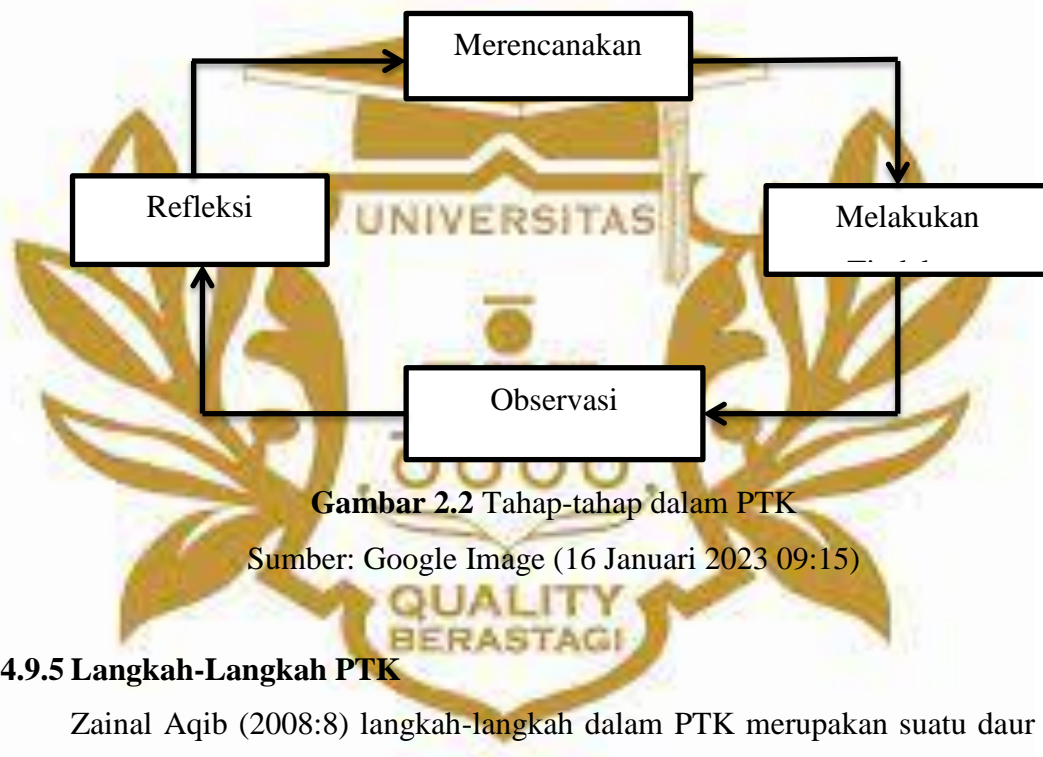 Merencanakan
Refleksi
Melakukan
UNIVERSITAS
Observasi
Gambar 2.2 Tahap-tahap dalam PTK
Sumber: Google Image (16 Januari 2023 09:15)
QUALITY
BERASTAGI
4.9.5 Langkah-Langkah PTK
Zainal Aqib (2008:8) langkah-langkah dalam PTK merupakan suatu daur